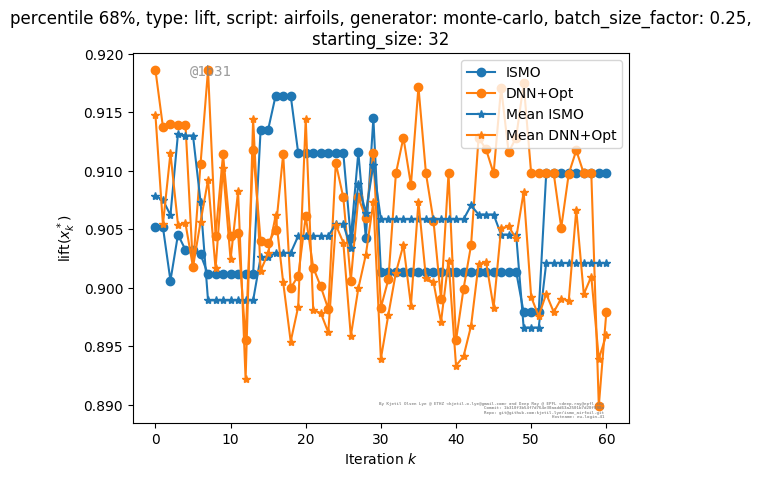 percentile 68%, type: lift, script: airfoils, generator: monte-carlo, batch_size_factor: 0.25,
starting_size: 32
0.920
0.915
0.910
0.905
0.900
0.895
0.890
lift(x*k)
@1331
ISMO
DNN+Opt
Mean ISMO
Mean DNN+Opt
0 10 20 30 40 50 60
Iteration k